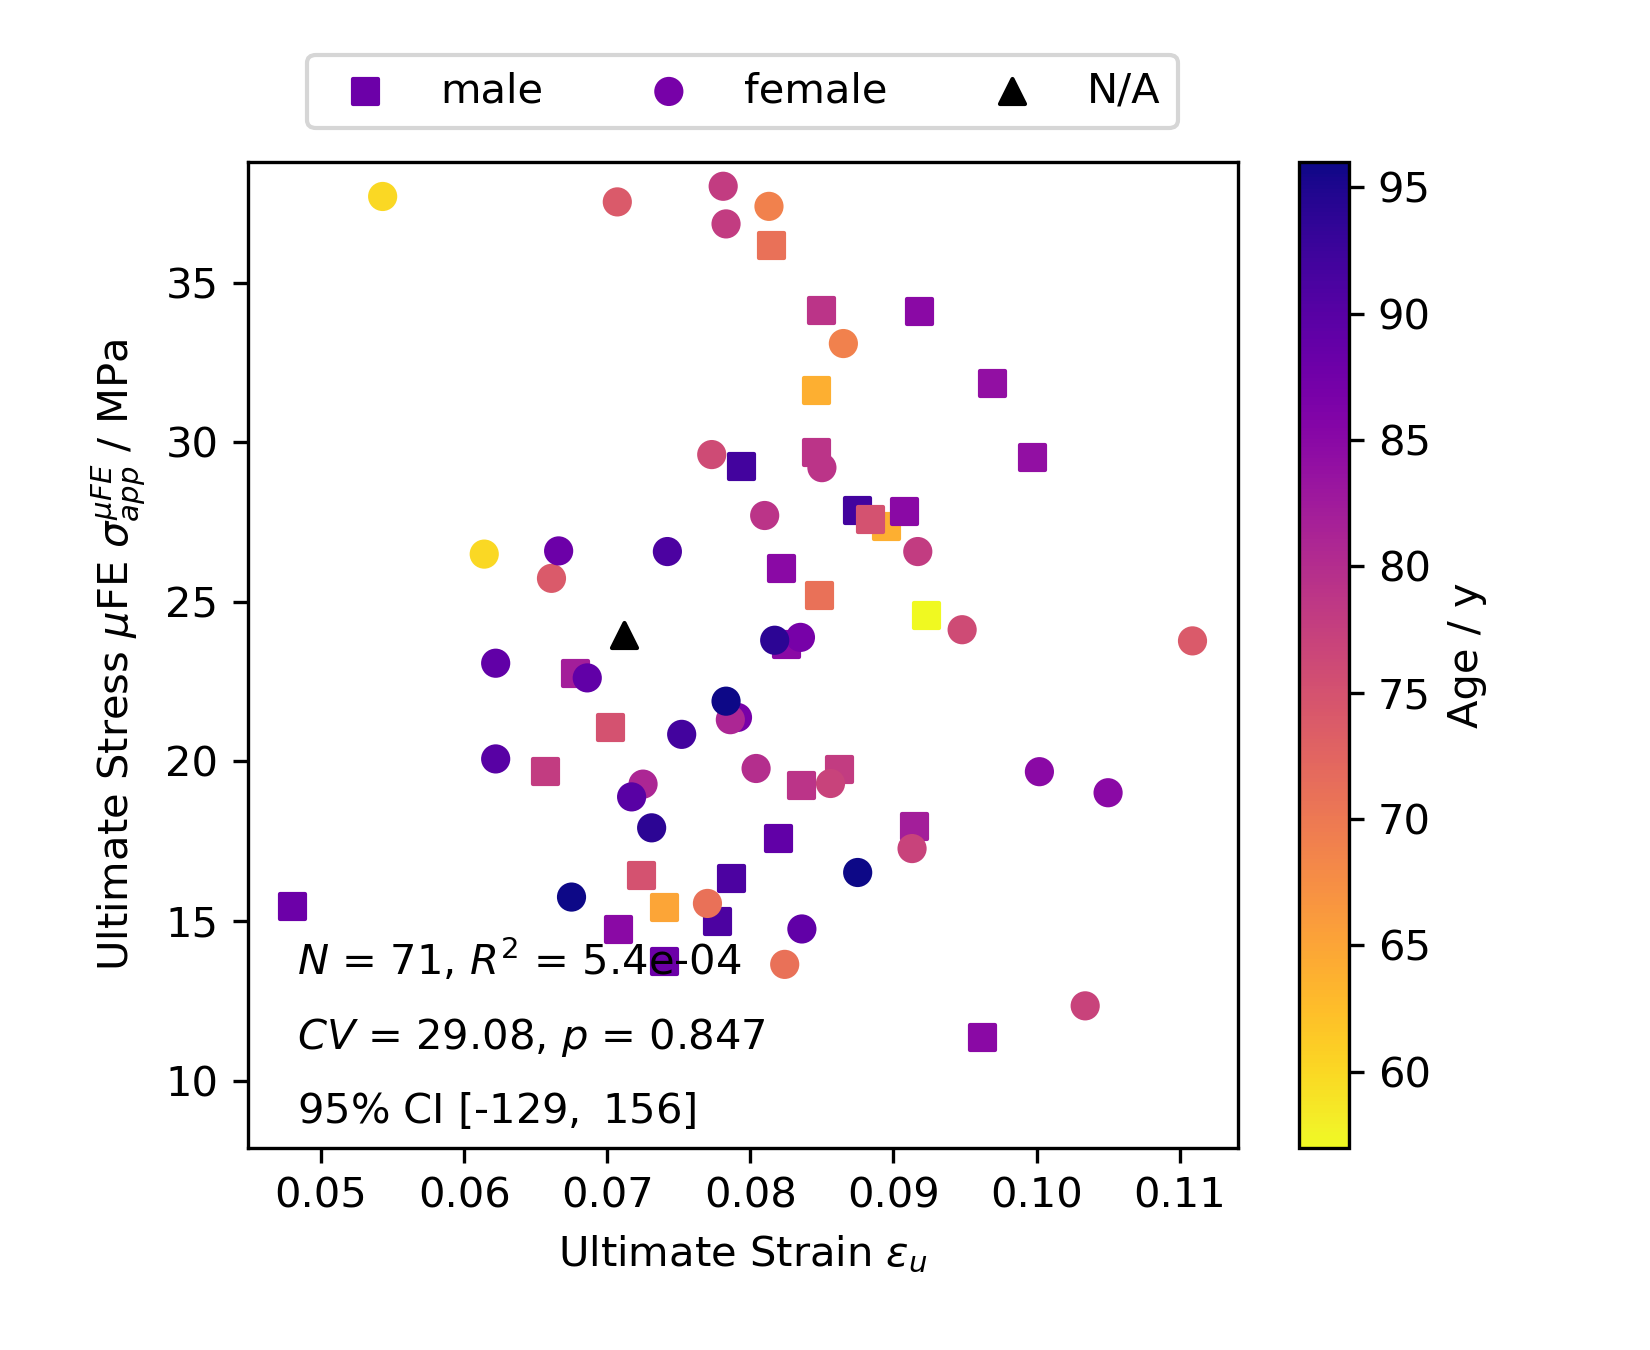 male female N/A
35
30
25
20
15
10
Ultimate Stress μFE σ_app^μFE / MPa
N = 71, R² = 5.4e-04
CV = 29.08, p = 0.847
95% CI [-129, 156]
0.05 0.06 0.07 0.08 0.09 0.10 0.11
Ultimate Strain ε_u
95
90
85
80
75
70
65
60
Age / y